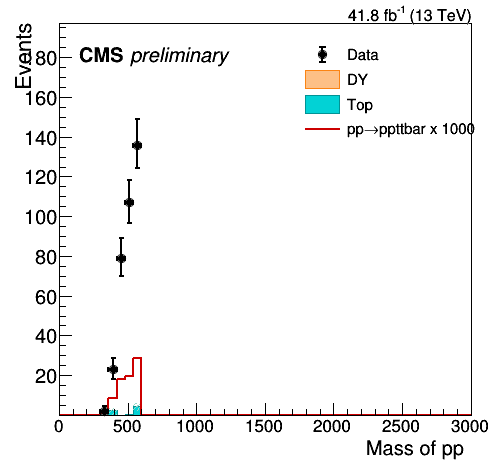 41.8 fb⁻¹ (13 TeV)
Events
CMS preliminary
Data
DY
Top
pp→ppttbar x 1000
180
160
140
120
100
80
60
40
20
0 500 1000 1500 2000 2500 3000
Mass of pp